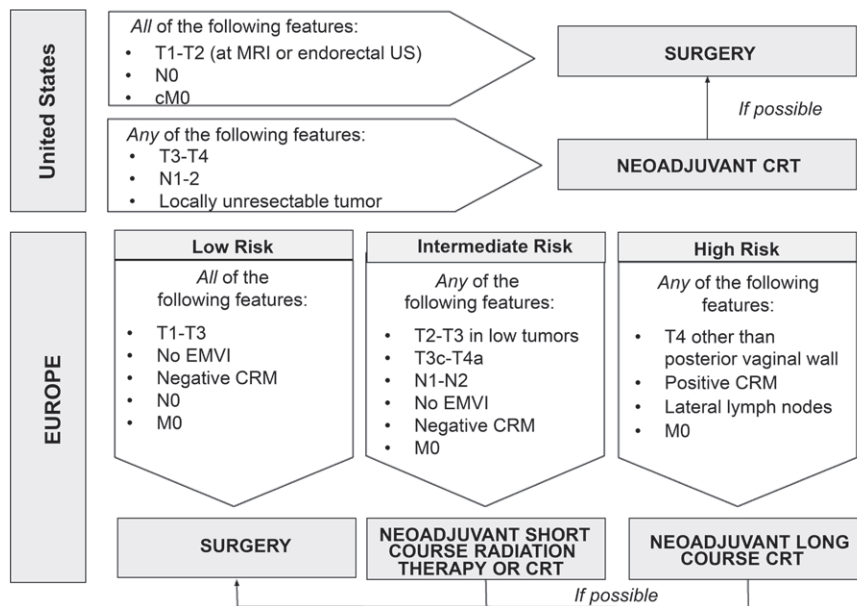 United States
All of the following features:
• T1-T2 (at MRI or endorectal US)
• N0
• cM0
SURGERY
If possible
Any of the following features:
• T3-T4
• N1-2
• Locally unresectable tumor
NEOADJUVANT CRT
EUROPE
Low Risk
All of the
following features:
• T1-T3
• No EMVI
• Negative CRM
• N0
• M0
SURGERY
Intermediate Risk
Any of the
following features:
• T2-T3 in low tumors
• T3c-T4a
• N1-N2
• No EMVI
• Negative CRM
• M0
NEOADJUVANT SHORT
COURSE RADIATION
THERAPY OR CRT
High Risk
Any of the following
features:
• T4 other than
posterior vaginal wall
• Positive CRM
• Lateral lymph nodes
• M0
NEOADJUVANT LONG
COURSE CRT
If possible